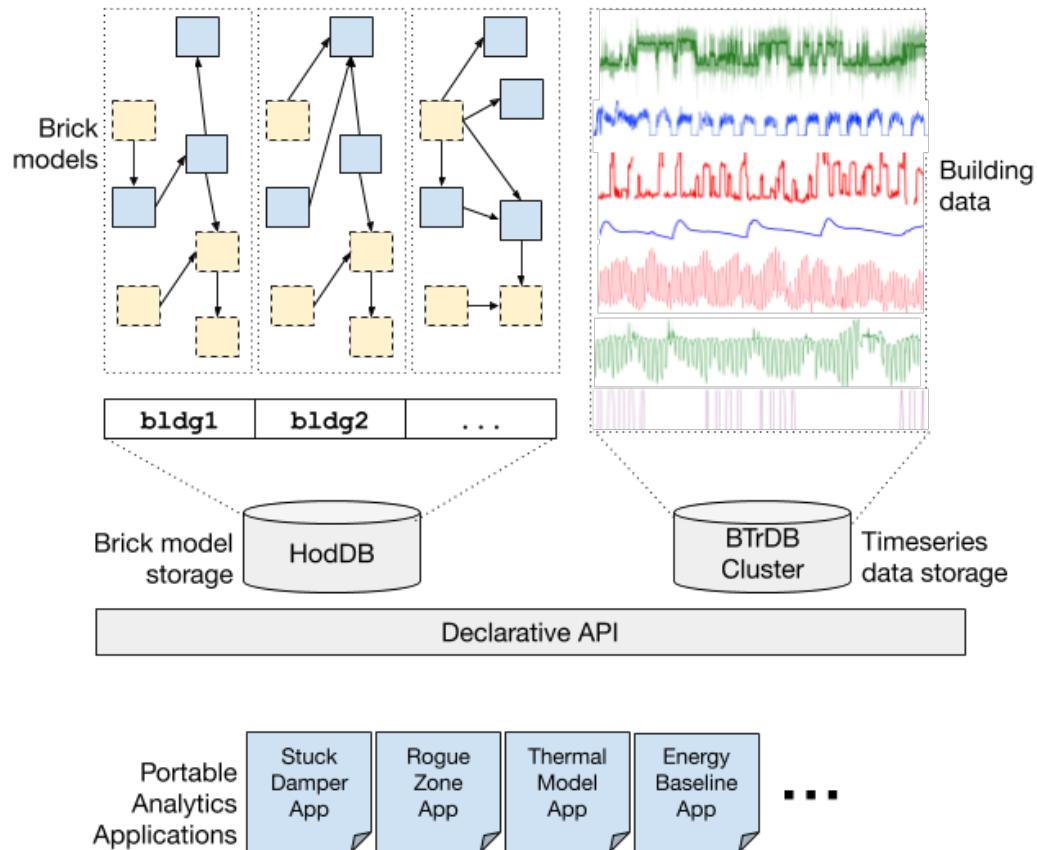 Brick
models
Building
data
bldg1
bldg2
...
Brick model
storage
HodDB
BTrDB
Cluster
Timeseries
data storage
Declarative API
Portable
Analytics
Applications
Stuck
Damper
App
Rogue
Zone
App
Thermal
Model
App
Energy
Baseline
App
...